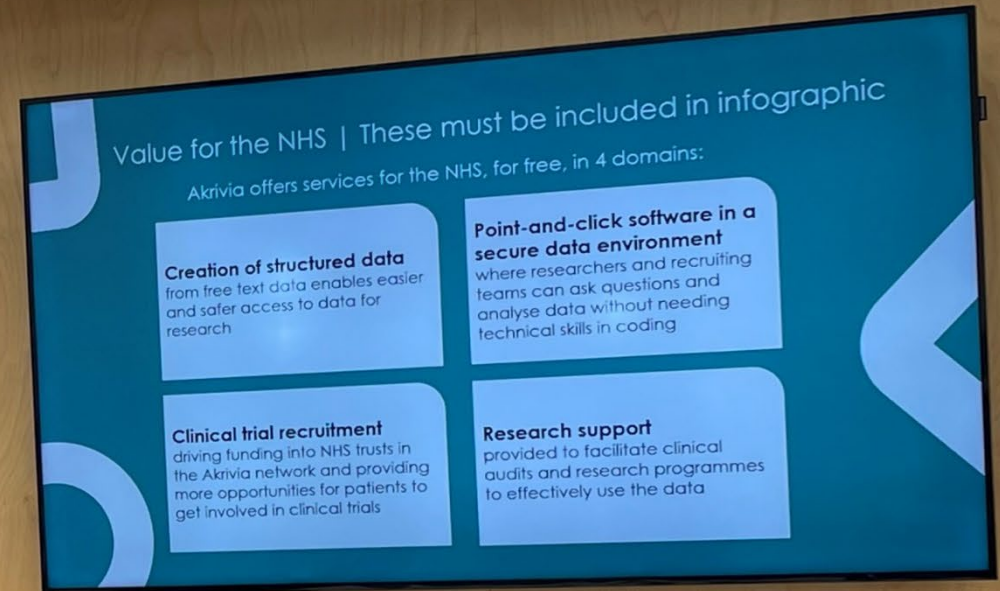 Value for the NHS | These must be included in infographic
Akrivia offers services for the NHS, for free, in 4 domains:
Creation of structured data
from free text data enables easier
and safer access to data for
research
Point-and-click software in a
secure data environment
where researchers and recruiting
teams can ask questions and
analyse data without needing
technical skills in coding
Clinical trial recruitment
driving funding into NHS trusts in
the Akrivia network and providing
more opportunities for patients to
get involved in clinical trials
Research support
provided to facilitate clinical
audits and research programmes
to effectively use the data